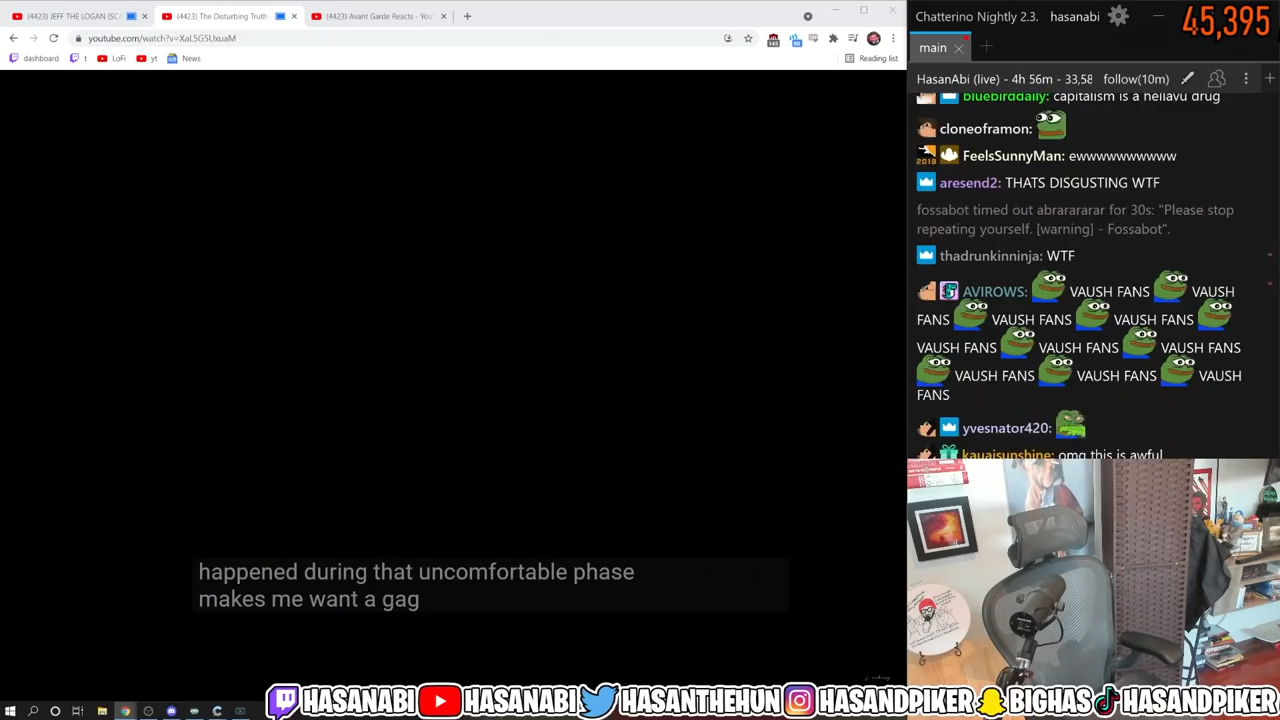 (4423) JEFF THE LOGAN (SC
(4423) The Disturbing Truth
(4423) Avant Garde Reacts - You
youtube.com/watch?v=XaLSG5UxuaM
dashboard
t
LoFi
yt
News
Reading list
Chatterino Nightly 2.3.
hasanabi
45,395
main
HasanAbi (live) - 4h 56m - 33,58
follow(10m)
bluebirddaily: capitalism is a hellavu drug
cloneoframon:
FeelsSunnyMan: ewwwwwwwwww
aresend2: THATS DISGUSTING WTF
fossabot timed out abrararar for 30s: "Please stop
repeating yourself. [warning] - Fossabot".
thadrunkinninja: WTF
AVIROWS: VAUSH FANS VAUSH
FANS VAUSH FANS VAUSH FANS
VAUSH FANS VAUSH FANS VAUSH FANS
VAUSH FANS VAUSH FANS VAUSH
FANS
yvesnator420:
kauaisunshine: omg this is awful
happened during that uncomfortable phase
makes me want a gag
HASANABI HASANABI HASANTHEHUN HASANDPIKER BIGHAS HASANDPIKER